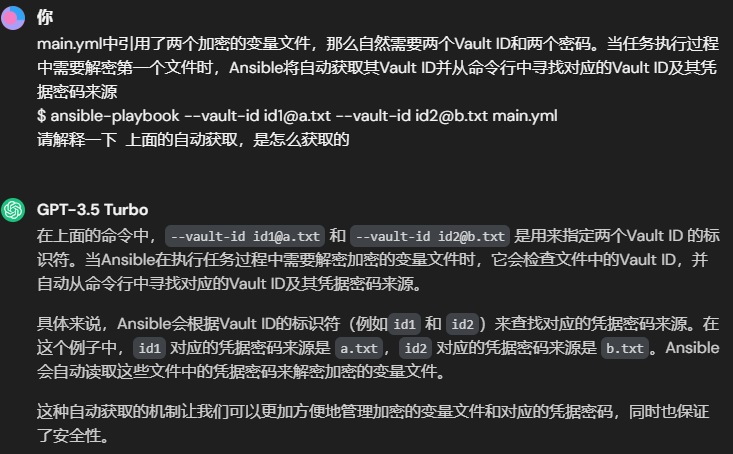 你
main.yml中引用了两个加密的变量文件，那么自然需要两个Vault ID和两个密码。当任务执行过程
中需要解密第一个文件时，Ansible将自动获取其Vault ID并从命令行中寻找对应的Vault ID及其凭
据密码来源
$ ansible-playbook --vault-id id1@a.txt --vault-id id2@b.txt main.yml
请解释一下 上面的自动获取，是怎么获取的
GPT-3.5 Turbo
在上面的命令中，--vault-id id1@a.txt 和 --vault-id id2@b.txt 是用来指定两个Vault ID 的标
识符。当Ansible在执行任务过程中需要解密加密的变量文件时，它会检查文件中的Vault ID，并
自动从命令行中寻找对应的Vault ID及其凭据密码来源。
具体来说，Ansible会根据Vault ID的标识符（例如 id1 和 id2）来查找对应的凭据密码来源。在
这个例子中，id1 对应的凭据密码来源是 a.txt，id2 对应的凭据密码来源是 b.txt。Ansible
会自动读取这些文件中的凭据密码来解密加密的变量文件。
这种自动获取的机制让我们可以更加方便地管理加密的变量文件和对应的凭据密码，同时也保证
了安全性。